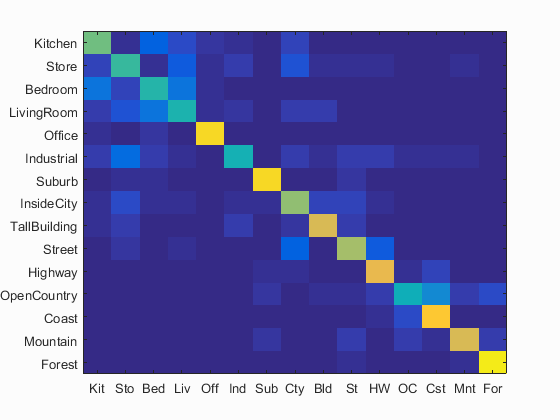 Kitchen
Store
Bedroom
LivingRoom
Office
Industrial
Suburb
InsideCity
TallBuilding
Street
Highway
OpenCountry
Coast
Mountain
Forest
Kit Sto Bed Liv Off Ind Sub Cty Bld St HW OC Cst Mnt For